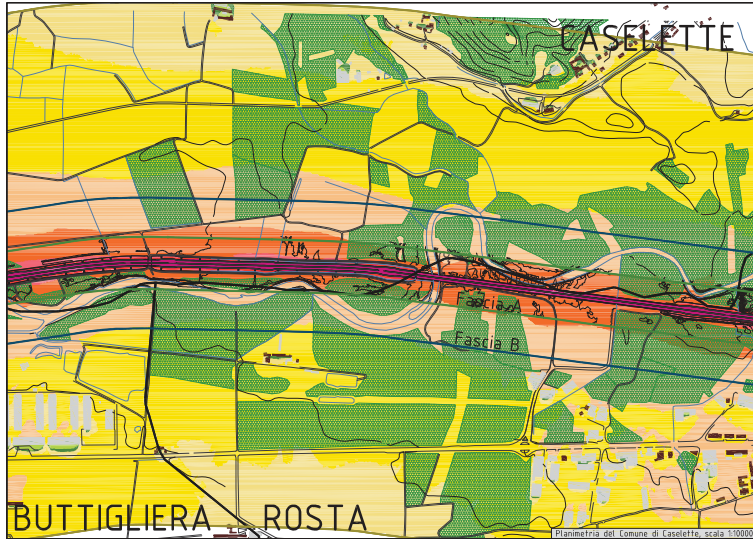 CASELETTE
Fascia A
Fascia B
BUTTIGLIERA ROSTA
Planimetria del Comune di Caselette, scala 1:10000